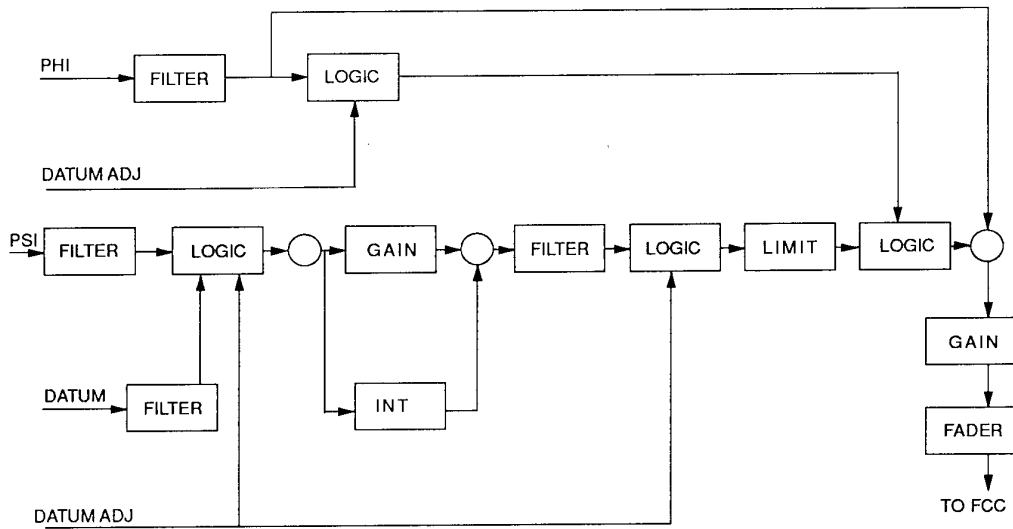 PHI
FILTER
LOGIC
DATUM ADJ
PSI
FILTER
LOGIC
GAIN
FILTER
LOGIC
LIMIT
LOGIC
GAIN
DATUM
FILTER
INT
FADER
DATUM ADJ
TO FCC